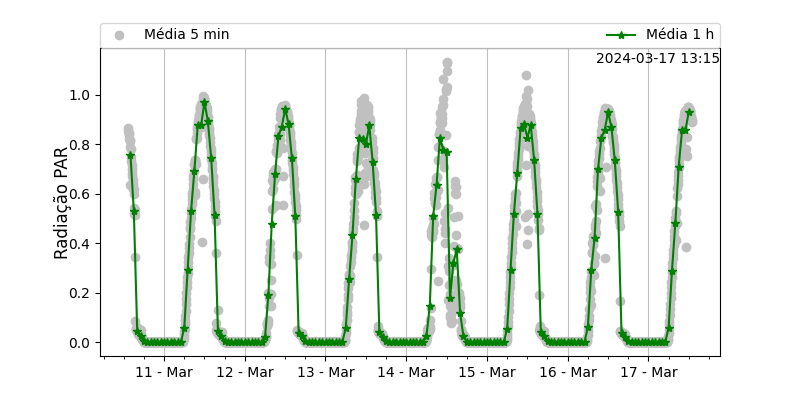 Média 5 min
Média 1 h
2024-03-17 13:15
Radiação PAR
1.0
0.8
0.6
0.4
0.2
0.0
11 - Mar
12 - Mar
13 - Mar
14 - Mar
15 - Mar
16 - Mar
17 - Mar